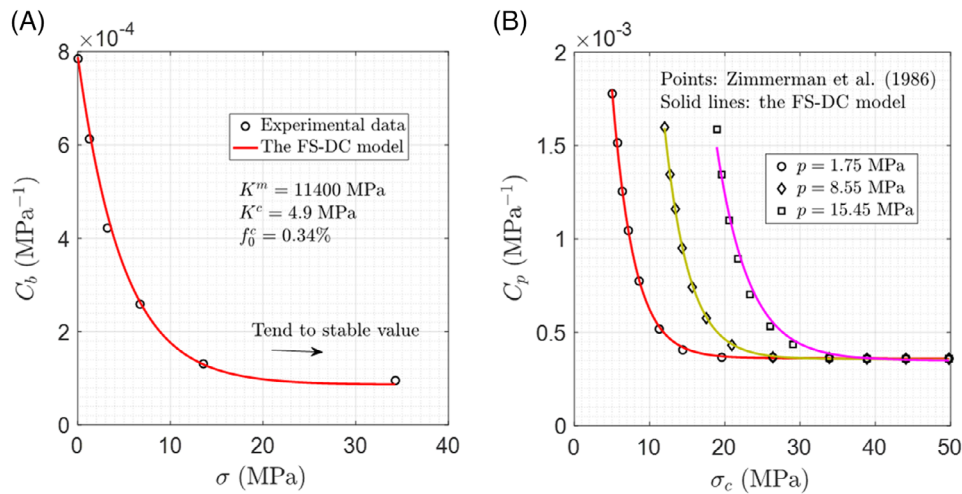 (A)
×10⁻⁴
8
6
4
2
0
0 10 20 30 40
C_b (MPa⁻¹)
σ (MPa)
Experimental data
The FS-DC model
K^m = 11400 MPa
K^c = 4.9 MPa
f_0^c = 0.34%
Tend to stable value
(B)
×10⁻³
2
1.5
1
0.5
0
0 10 20 30 40 50
C_p (MPa⁻¹)
σ_c (MPa)
Points: Zimmerman et al. (1986)
Solid lines: the FS-DC model
p = 1.75 MPa
p = 8.55 MPa
p = 15.45 MPa